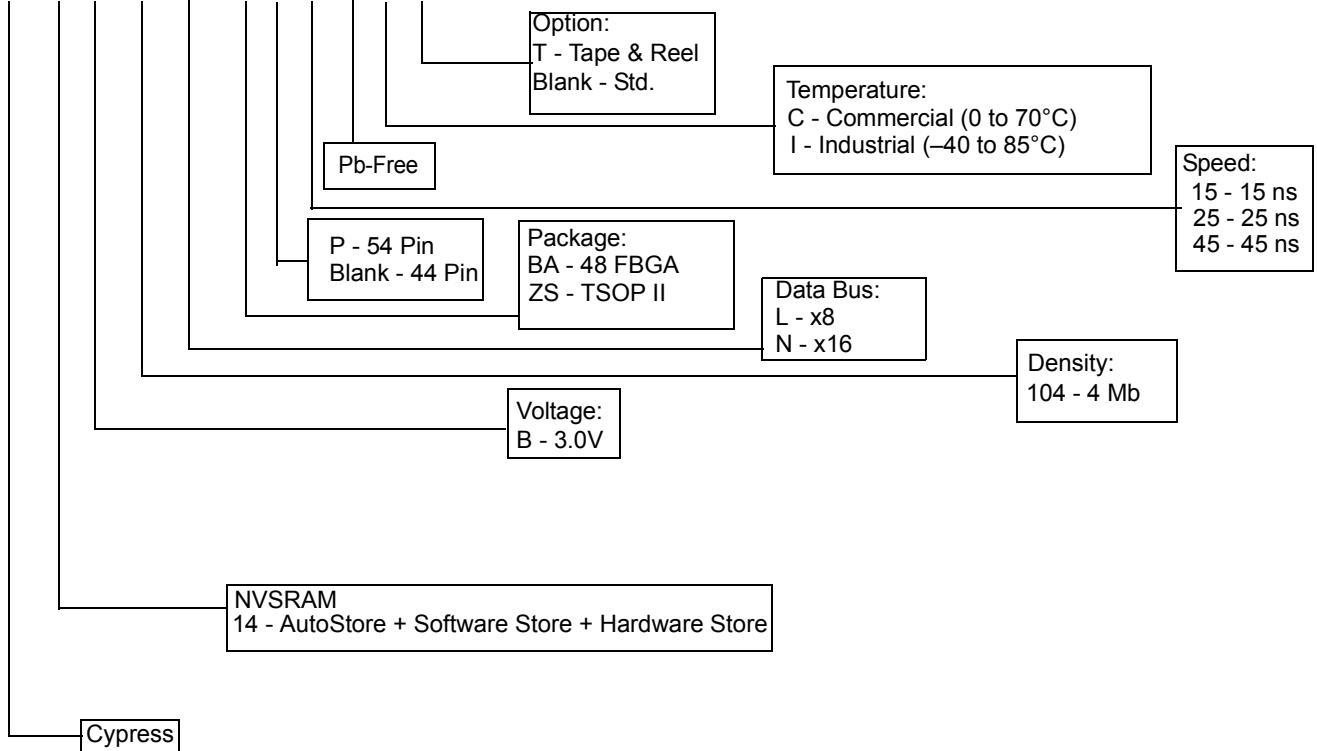 Option:
T - Tape & Reel
Blank - Std.
Temperature:
C - Commercial (0 to 70°C)
I - Industrial (–40 to 85°C)
Pb-Free
Speed:
15 - 15 ns
25 - 25 ns
45 - 45 ns
P - 54 Pin
Blank - 44 Pin
Package:
BA - 48 FBGA
ZS - TSOP II
Data Bus:
L - x8
N - x16
Density:
104 - 4 Mb
Voltage:
B - 3.0V
NVSRAM
14 - AutoStore + Software Store + Hardware Store
Cypress